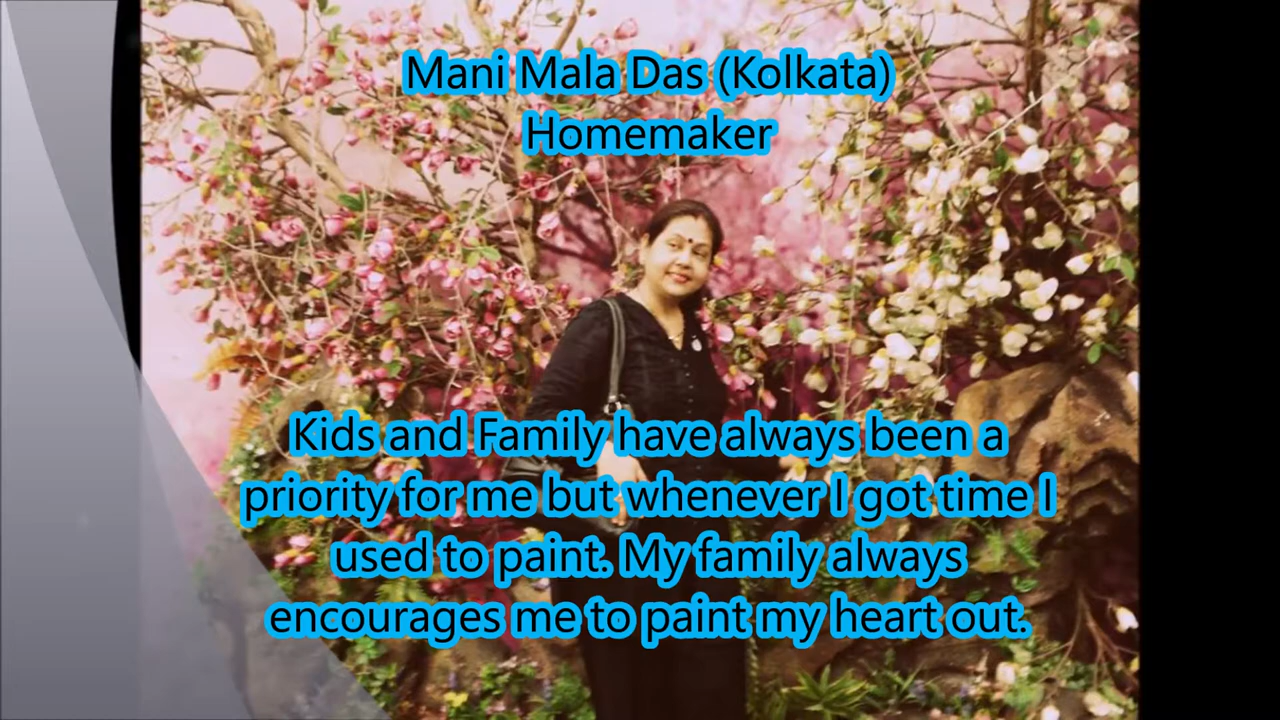 Mani Mala Das (Kolkata)
Homemaker
Kids and Family have always been a
priority for me but whenever I got time I
used to paint. My family always
encourages me to paint my heart out.